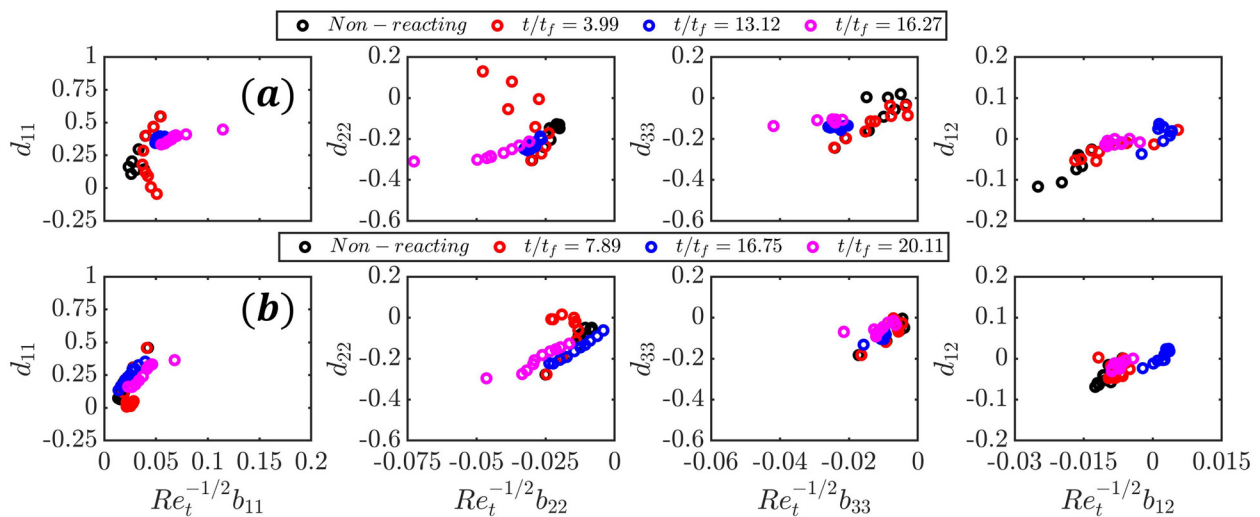 Non − reacting t/t_f = 3.99 t/t_f = 13.12 t/t_f = 16.27
(a)
d_11
1
0.75
0.5
0.25
0
-0.25
d_22
0.2
0
-0.2
-0.4
-0.6
d_33
0.2
0
-0.2
-0.4
-0.6
d_12
0.2
0.1
0
-0.1
-0.2
Non − reacting t/t_f = 7.89 t/t_f = 16.75 t/t_f = 20.11
(b)
d_11
1
0.75
0.5
0.25
0
-0.25
0 0.05 0.1 0.15 0.2
Re_t^{-1/2} b_11
d_22
0.2
0
-0.2
-0.4
-0.6
-0.075 -0.05 -0.025 0
Re_t^{-1/2} b_22
d_33
0.2
0
-0.2
-0.4
-0.6
-0.06 -0.04 -0.02 0
Re_t^{-1/2} b_33
d_12
0.2
0.1
0
-0.1
-0.2
-0.03 -0.015 0 0.015
Re_t^{-1/2} b_12